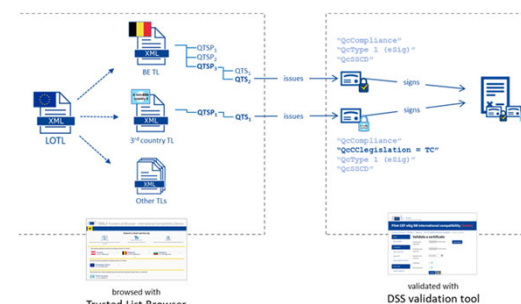 XML
BE TL
QTSP₁
QTSP₂
QTSP₃
QTS₁
QTS₂
issues
XML
LOTL
XML
3rd country TL
QTSP₁
QTS₁
issues
XML
Other TLs
"QcCompliance"
"QcType 1 (eSig)"
"QcSSCD"
signs
signs
"QcCompliance"
"QcCClegislation = TC"
"QcType 1 (eSig)"
"QcSSCD"
browsed with
Trusted List Browser
Validate a certificate
validated with
DSS validation tool